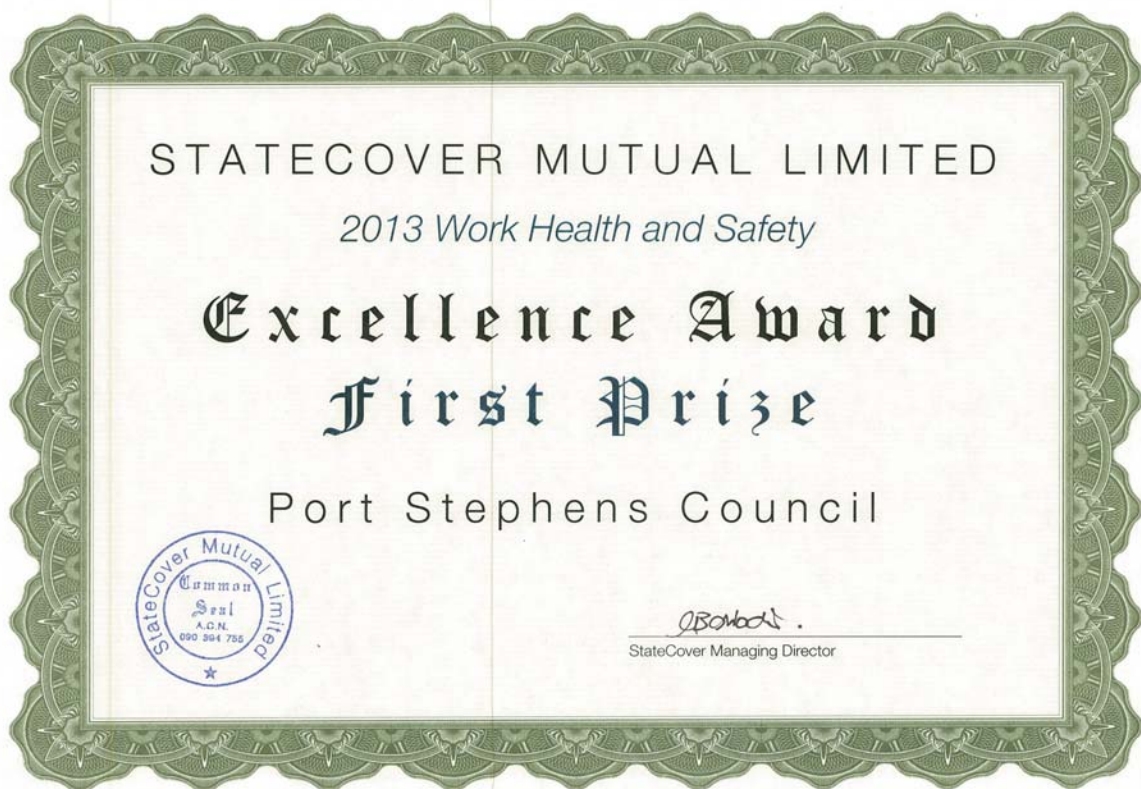 STATECOVER MUTUAL LIMITED
2013 Work Health and Safety
Excellence Award
First Prize
Port Stephens Council
StateCover Mutual Limited
Common
Seal
A.C.N.
090 394 755
StateCover Managing Director